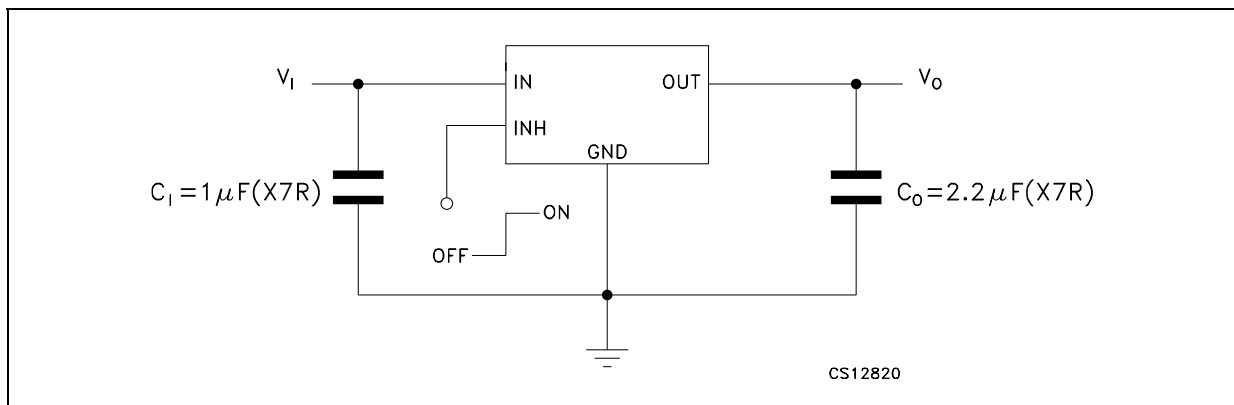 V_I
IN
OUT
V_O
INH
GND
C_I=1μF(X7R)
C_O=2.2μF(X7R)
ON
OFF
CS12820